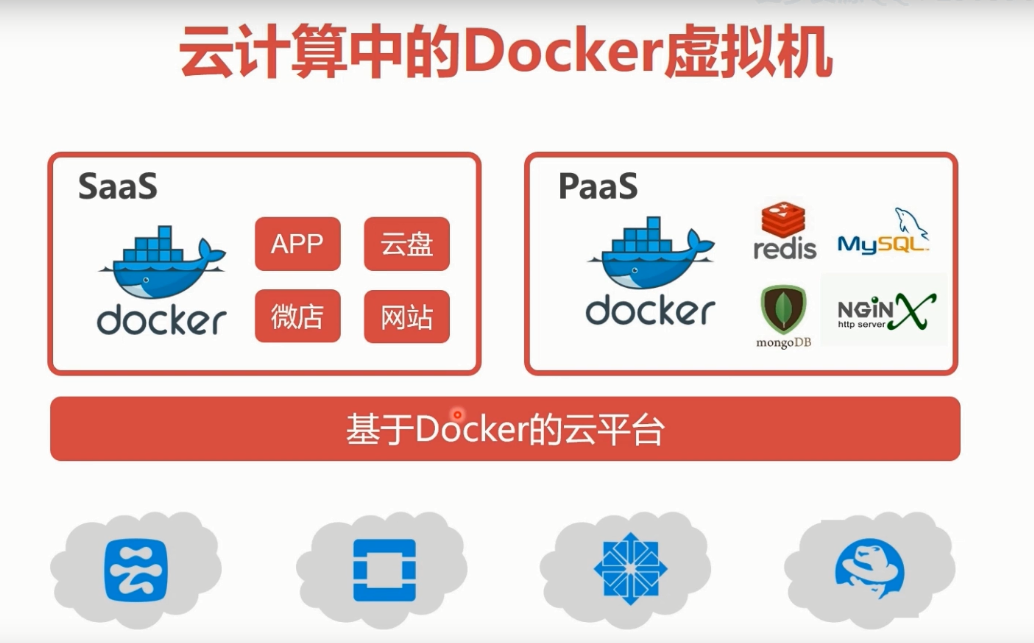 云计算中的Docker虚拟机
SaaS
docker
APP
云盘
微店
网站
PaaS
docker
redis
MySQL
mongoDB
NGiNX
http server
基于Docker的云平台
云